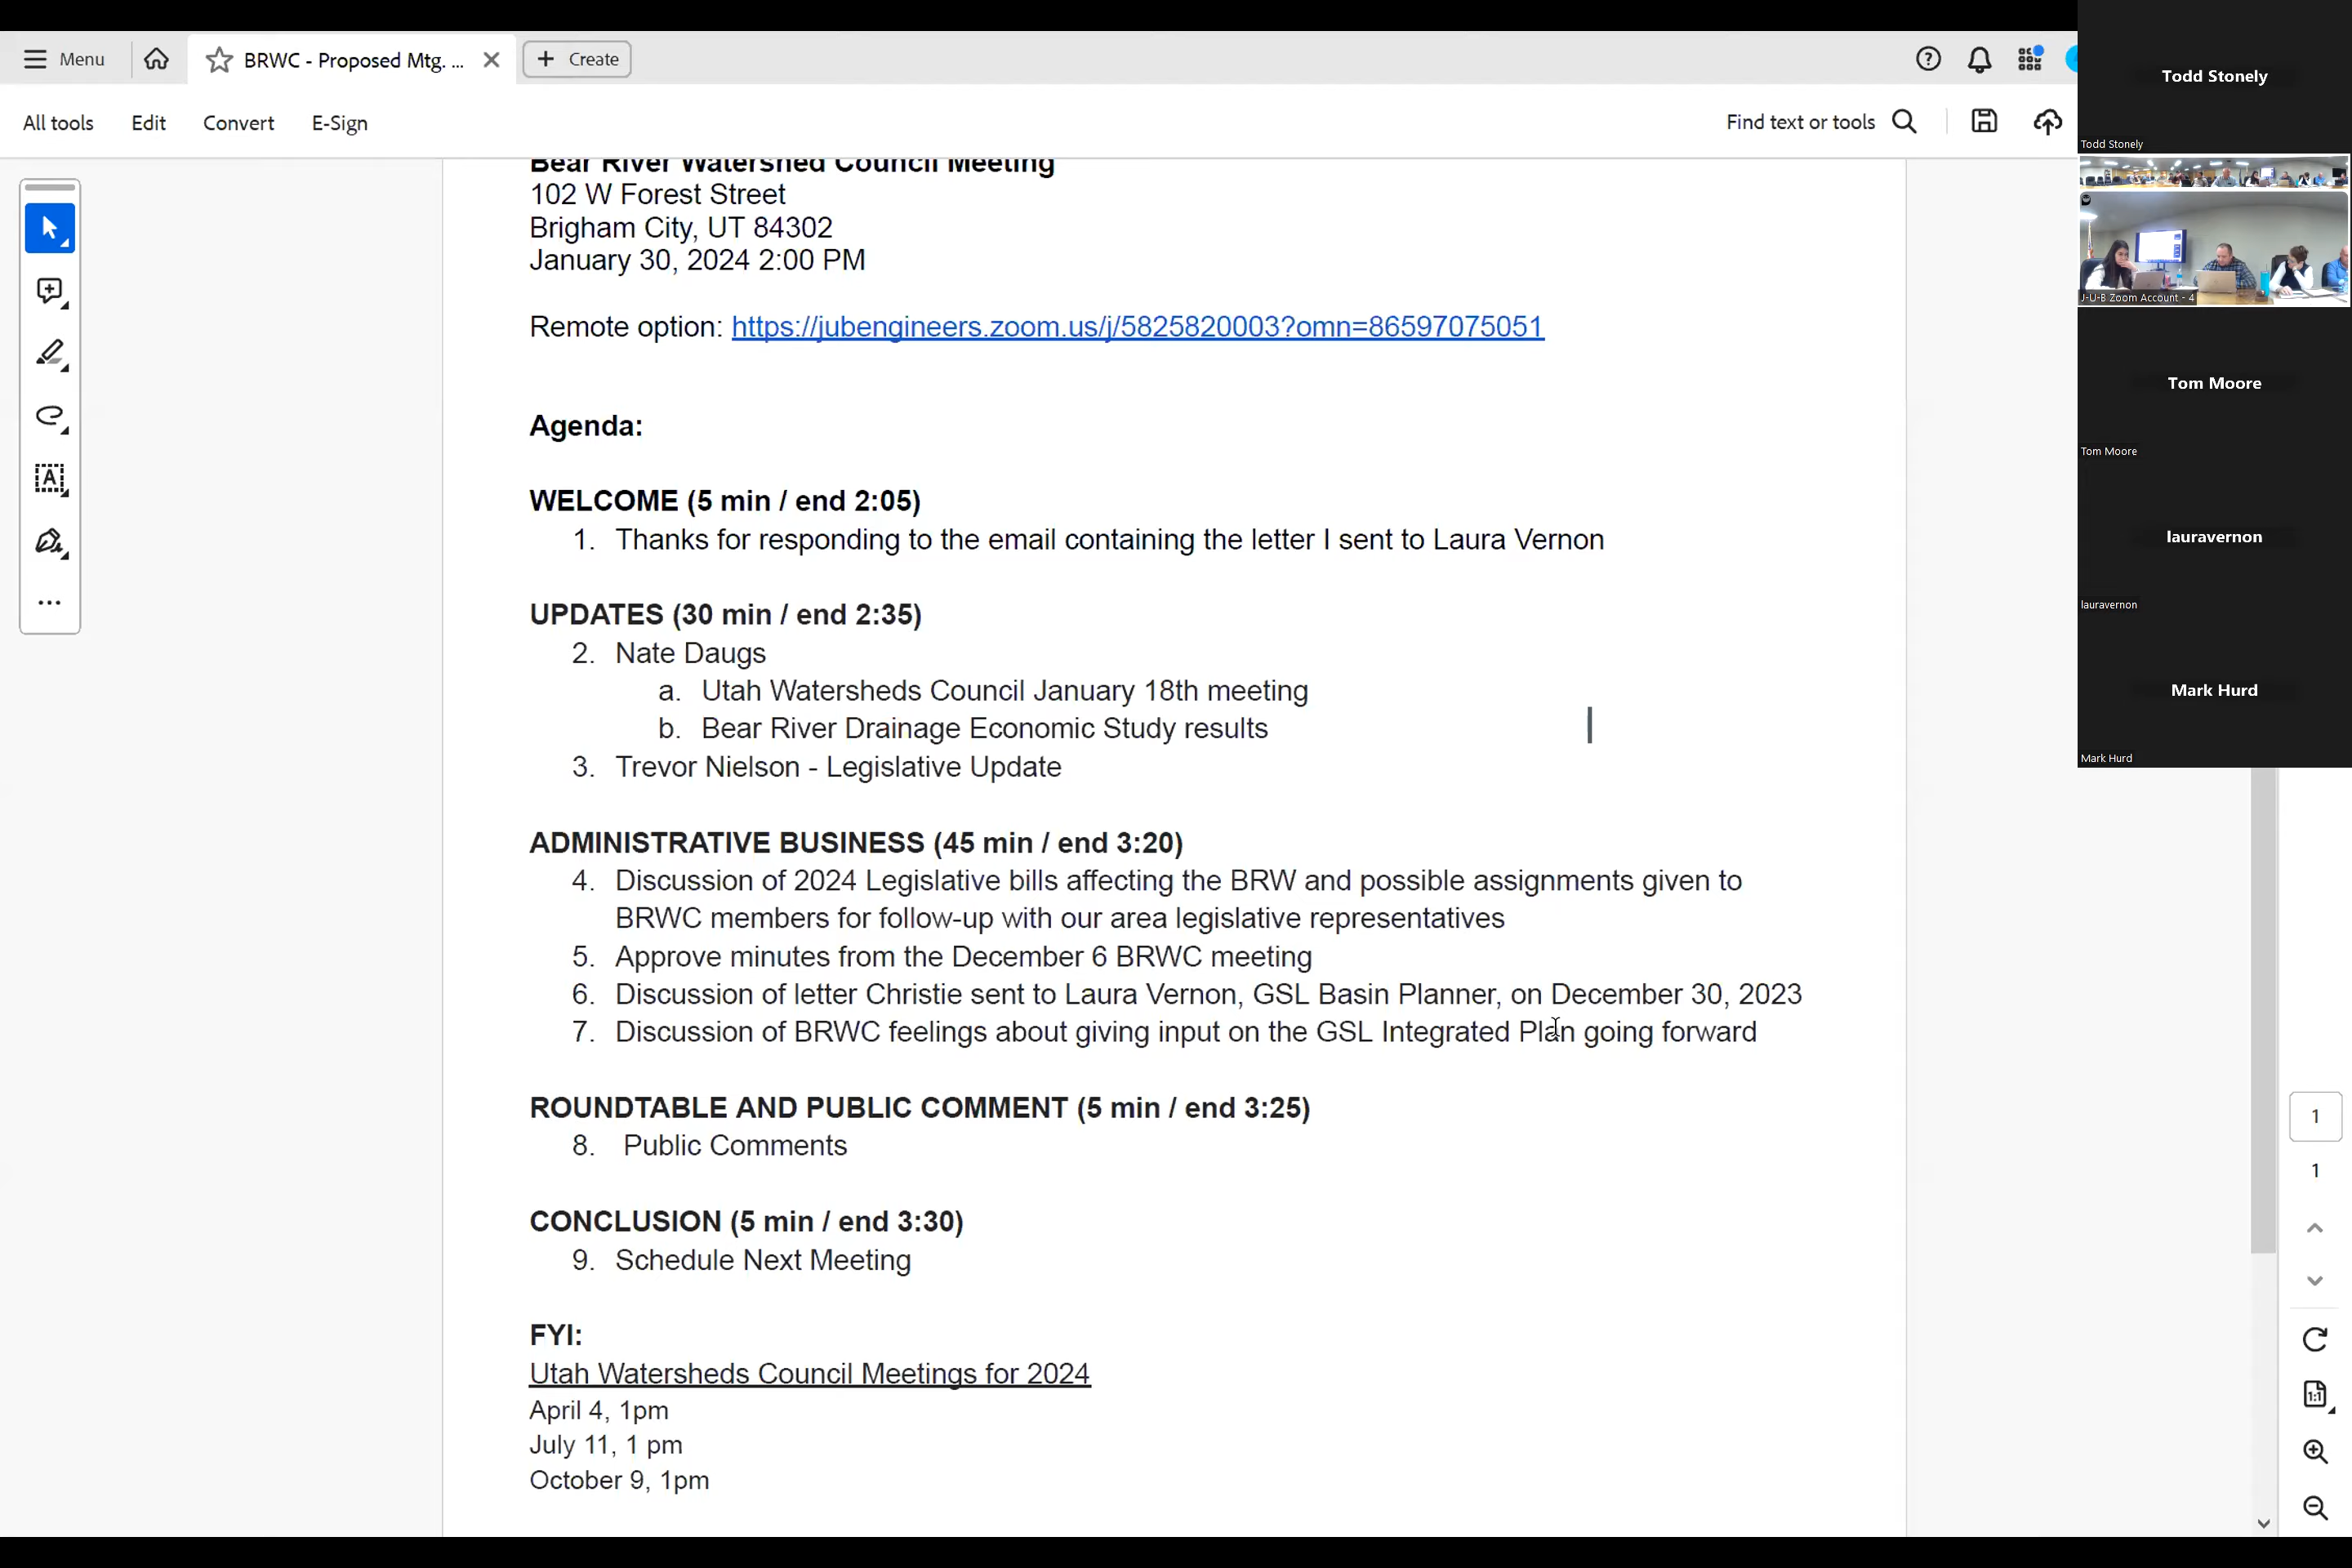 Menu
BRWC - Proposed Mtg. ...
Create
All tools
Edit
Convert
E-Sign
Find text or tools
Bear River Watershed Council Meeting
102 W Forest Street
Brigham City, UT 84302
January 30, 2024 2:00 PM
Remote option: https://jubengineers.zoom.us/j/5825820003?omn=86597075051
Agenda:
WELCOME (5 min / end 2:05)
1. Thanks for responding to the email containing the letter I sent to Laura Vernon
UPDATES (30 min / end 2:35)
2. Nate Daugs
a. Utah Watersheds Council January 18th meeting
b. Bear River Drainage Economic Study results
3. Trevor Nielson - Legislative Update
ADMINISTRATIVE BUSINESS (45 min / end 3:20)
4. Discussion of 2024 Legislative bills affecting the BRW and possible assignments given to
BRWC members for follow-up with our area legislative representatives
5. Approve minutes from the December 6 BRWC meeting
6. Discussion of letter Christie sent to Laura Vernon, GSL Basin Planner, on December 30, 2023
7. Discussion of BRWC feelings about giving input on the GSL Integrated Plan going forward
ROUNDTABLE AND PUBLIC COMMENT (5 min / end 3:25)
8. Public Comments
CONCLUSION (5 min / end 3:30)
9. Schedule Next Meeting
FYI:
Utah Watersheds Council Meetings for 2024
April 4, 1pm
July 11, 1 pm
October 9, 1pm
Todd Stonely
Todd Stonely
J-U-B Zoom Account - 4
Tom Moore
Tom Moore
lauravernon
lauravernon
Mark Hurd
Mark Hurd
1
1
1:1